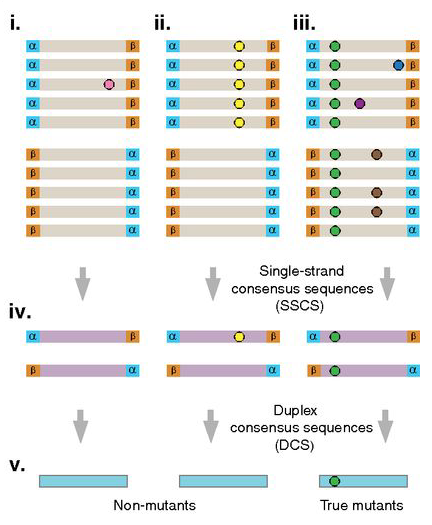 i. ii. iii.
α β α β α β
α β α β α β
α β α β α β
α β α β α β
α β α β α β
β α β α β α
β α β α β α
β α β α β α
β α β α β α
β α β α β α
Single-strand
consensus sequences
(SSCS)
iv.
α β α β α β
β α β α β α
Duplex
consensus sequences
(DCS)
v.
Non-mutants True mutants